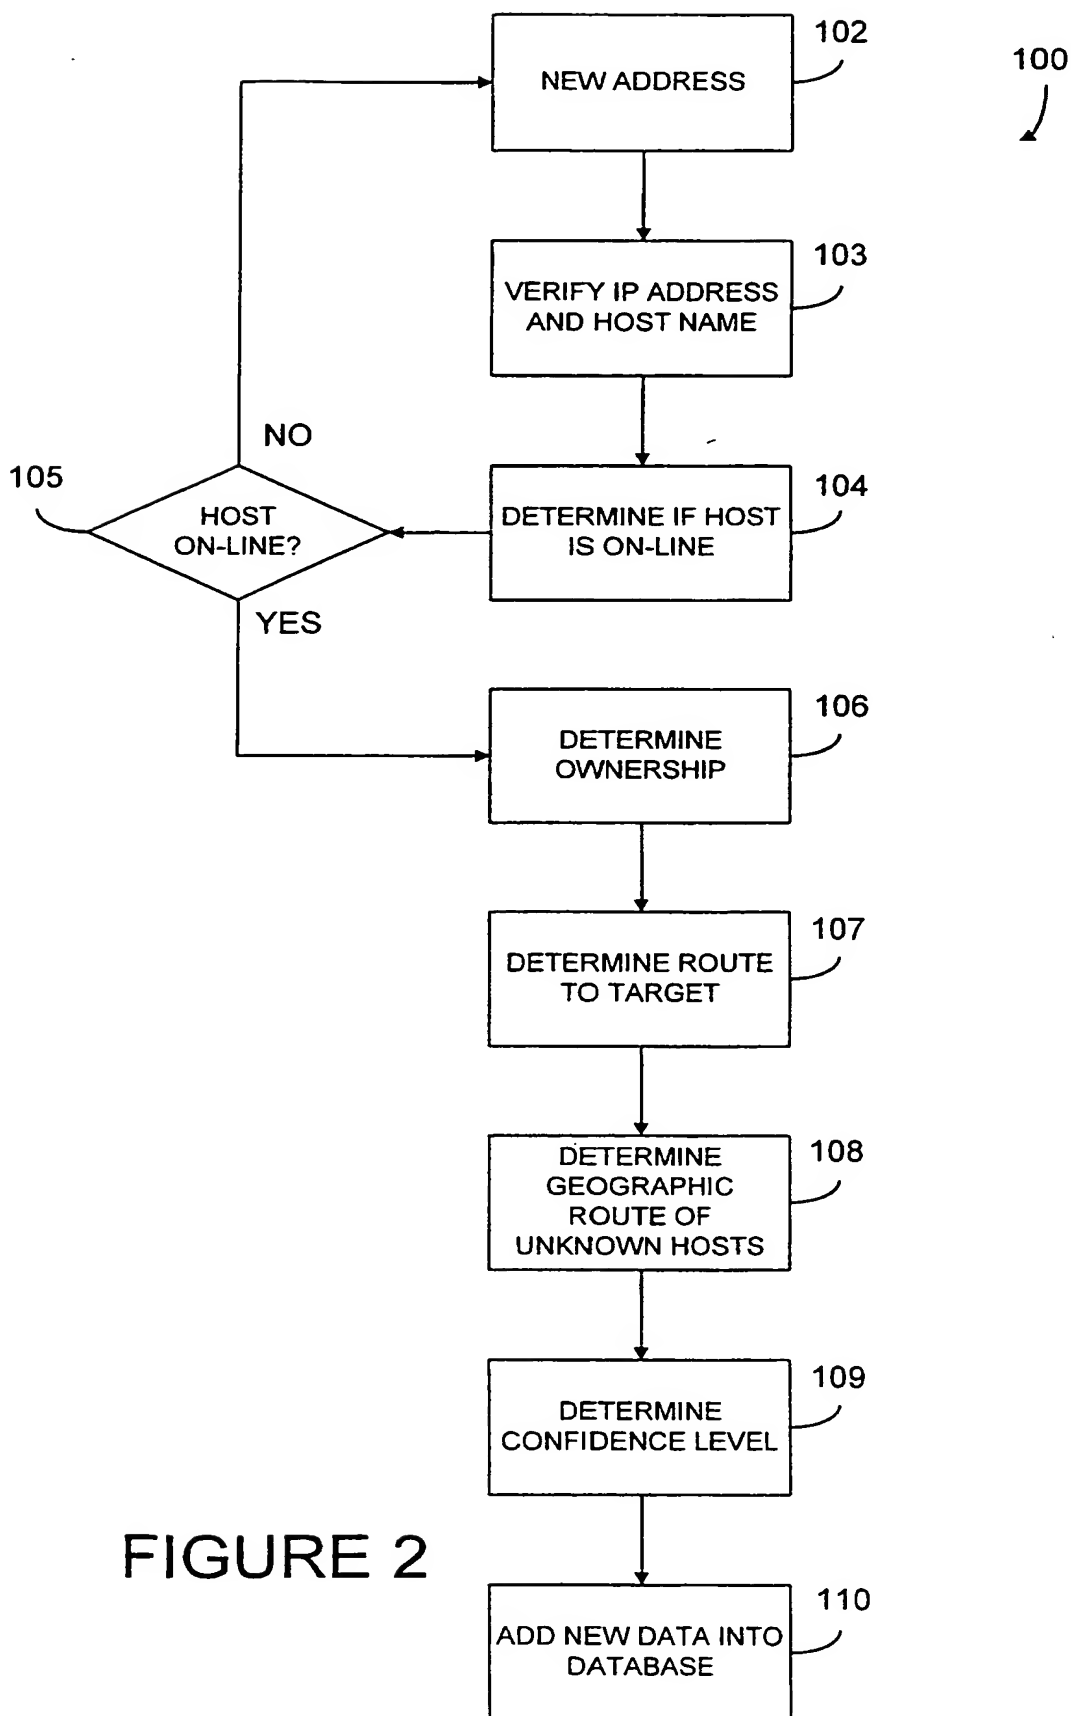 102
NEW ADDRESS
100
103
VERIFY IP ADDRESS
AND HOST NAME
NO
105
HOST
ON-LINE?
104
DETERMINE IF HOST
IS ON-LINE
YES
106
DETERMINE
OWNERSHIP
107
DETERMINE ROUTE
TO TARGET
108
DETERMINE
GEOGRAPHIC
ROUTE OF
UNKNOWN HOSTS
109
DETERMINE
CONFIDENCE LEVEL
FIGURE 2
110
ADD NEW DATA INTO
DATABASE